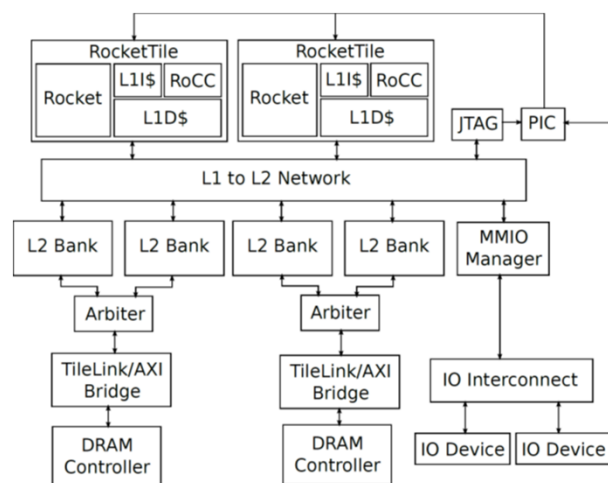 RocketTile
Rocket
L1I$
RoCC
L1D$
RocketTile
Rocket
L1I$
RoCC
L1D$
JTAG
PIC
L1 to L2 Network
L2 Bank
L2 Bank
L2 Bank
L2 Bank
MMIO
Manager
Arbiter
Arbiter
TileLink/AXI
Bridge
TileLink/AXI
Bridge
IO Interconnect
DRAM
Controller
DRAM
Controller
IO Device
IO Device